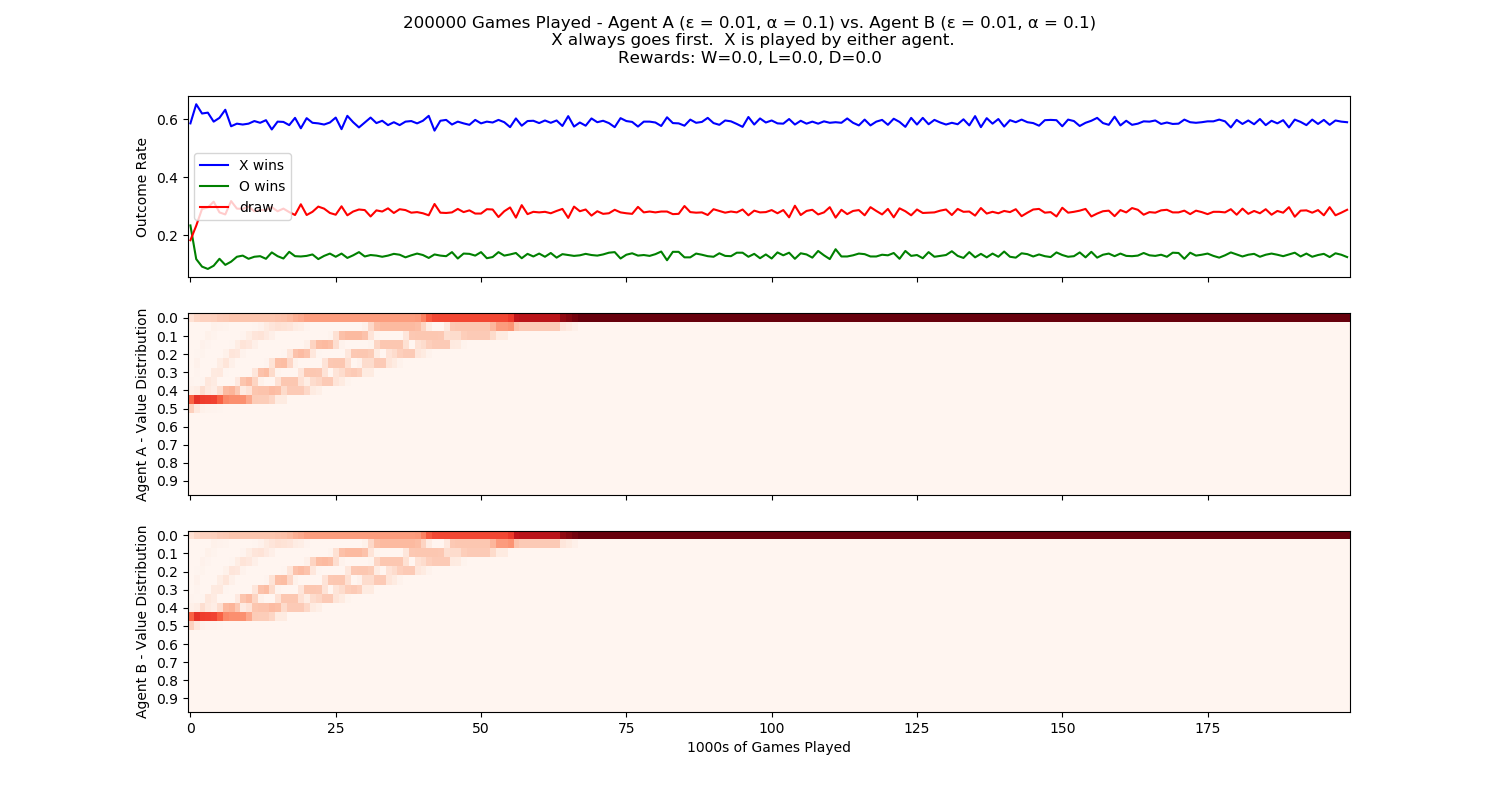 200000 Games Played - Agent A (ε = 0.01, α = 0.1) vs. Agent B (ε = 0.01, α = 0.1)
X always goes first.  X is played by either agent.
Rewards: W=0.0, L=0.0, D=0.0
Outcome Rate
0.6
0.4
0.2
X wins
O wins
draw
Agent A - Value Distribution
0.0
0.1
0.2
0.3
0.4
0.5
0.6
0.7
0.8
0.9
Agent B - Value Distribution
0.0
0.1
0.2
0.3
0.4
0.5
0.6
0.7
0.8
0.9
0 25 50 75 100 125 150 175
1000s of Games Played